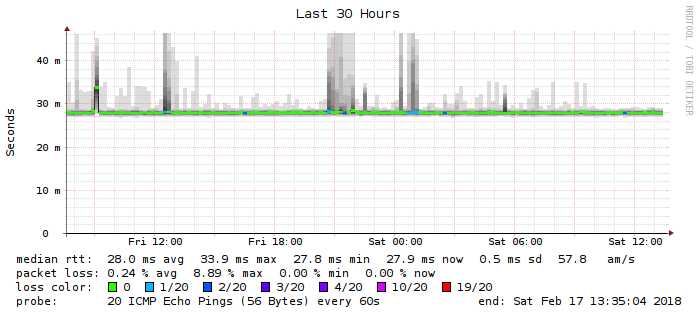 Last 30 Hours
RRDTOOL / TOBI OETIKER
Seconds
40 m
30 m
20 m
10 m
0
Fri 12:00 Fri 18:00 Sat 00:00 Sat 06:00 Sat 12:00
median rtt: 28.0 ms avg 33.9 ms max 27.8 ms min 27.9 ms now 0.5 ms sd 57.8 am/s
packet loss: 0.24 % avg 8.89 % max 0.00 % min 0.00 % now
loss color: 0 1/20 2/20 3/20 4/20 10/20 19/20
probe: 20 ICMP Echo Pings (56 Bytes) every 60s end: Sat Feb 17 13:35:04 2018